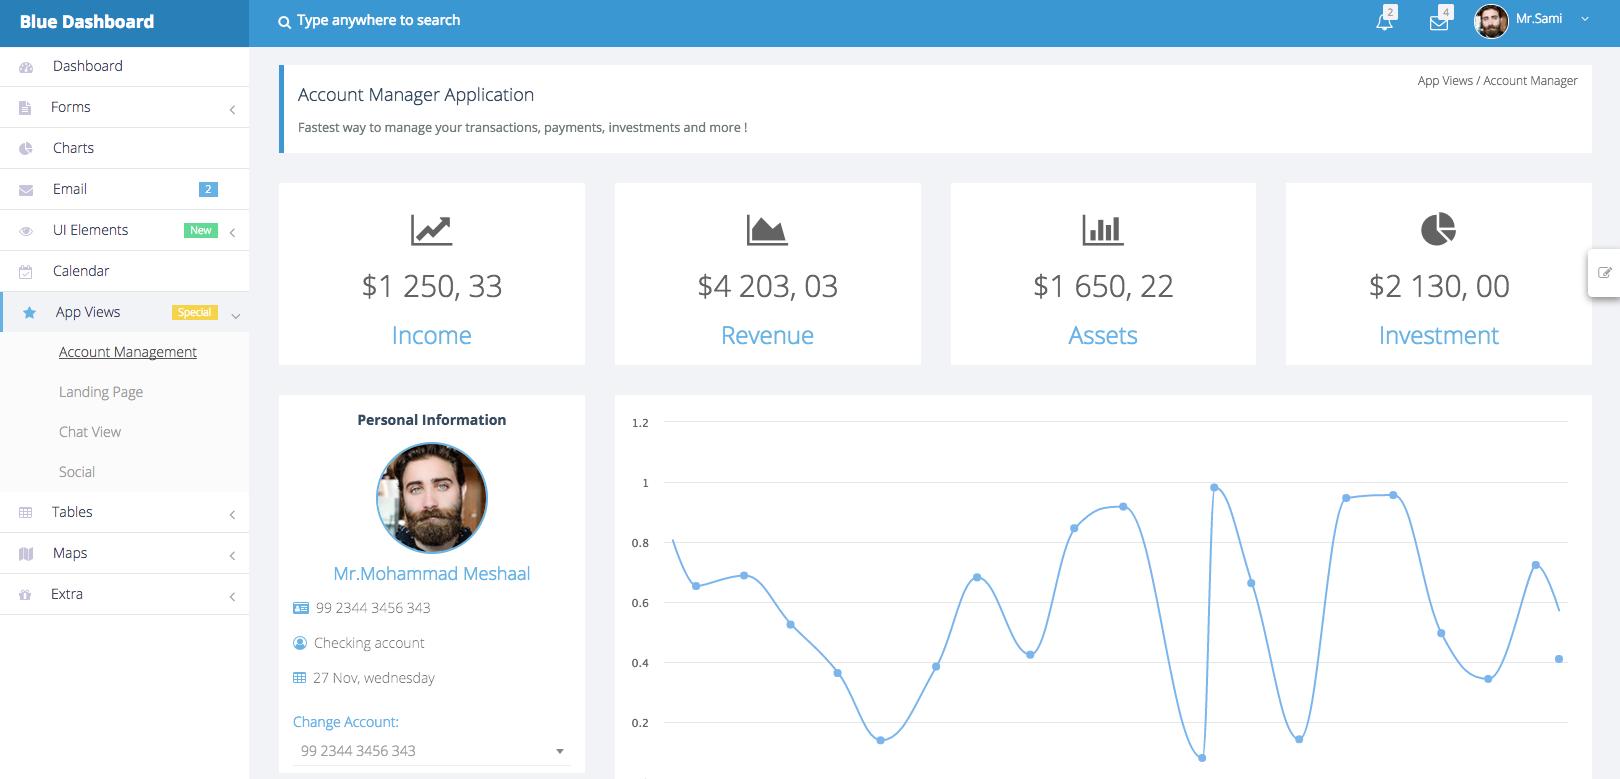 Blue Dashboard
Type anywhere to search
2
4
Mr.Sami
Dashboard
Forms
Charts
Email 2
UI Elements New
Calendar
App Views Special
Account Management
Landing Page
Chat View
Social
Tables
Maps
Extra
Account Manager Application
App Views / Account Manager
Fastest way to manage your transactions, payments, investments and more !
$1 250, 33
Income
$4 203, 03
Revenue
$1 650, 22
Assets
$2 130, 00
Investment
Personal Information
Mr.Mohammad Meshaal
99 2344 3456 343
Checking account
27 Nov, wednesday
Change Account:
99 2344 3456 343
1.2
1
0.8
0.6
0.4
0.2